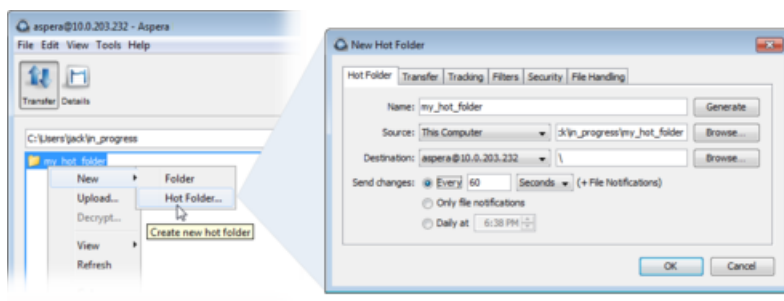 aspera@10.0.203.232 - Aspera
File Edit View Tools Help
Transfer Details
C:\Users\jack\in_progress
my_hot_folder
New
Folder
Upload...
Hot Folder...
Decrypt...
Create new hot folder
View
Refresh
New Hot Folder
Hot Folder Transfer Tracking Filters Security File Handling
Name: my_hot_folder Generate
Source: This Computer :k\in_progress\my_hot_folder Browse...
Destination: aspera@10.0.203.232 \ Browse...
Send changes: Every 60 Seconds (+ File Notifications)
Only file notifications
Daily at 6:38 PM
OK Cancel